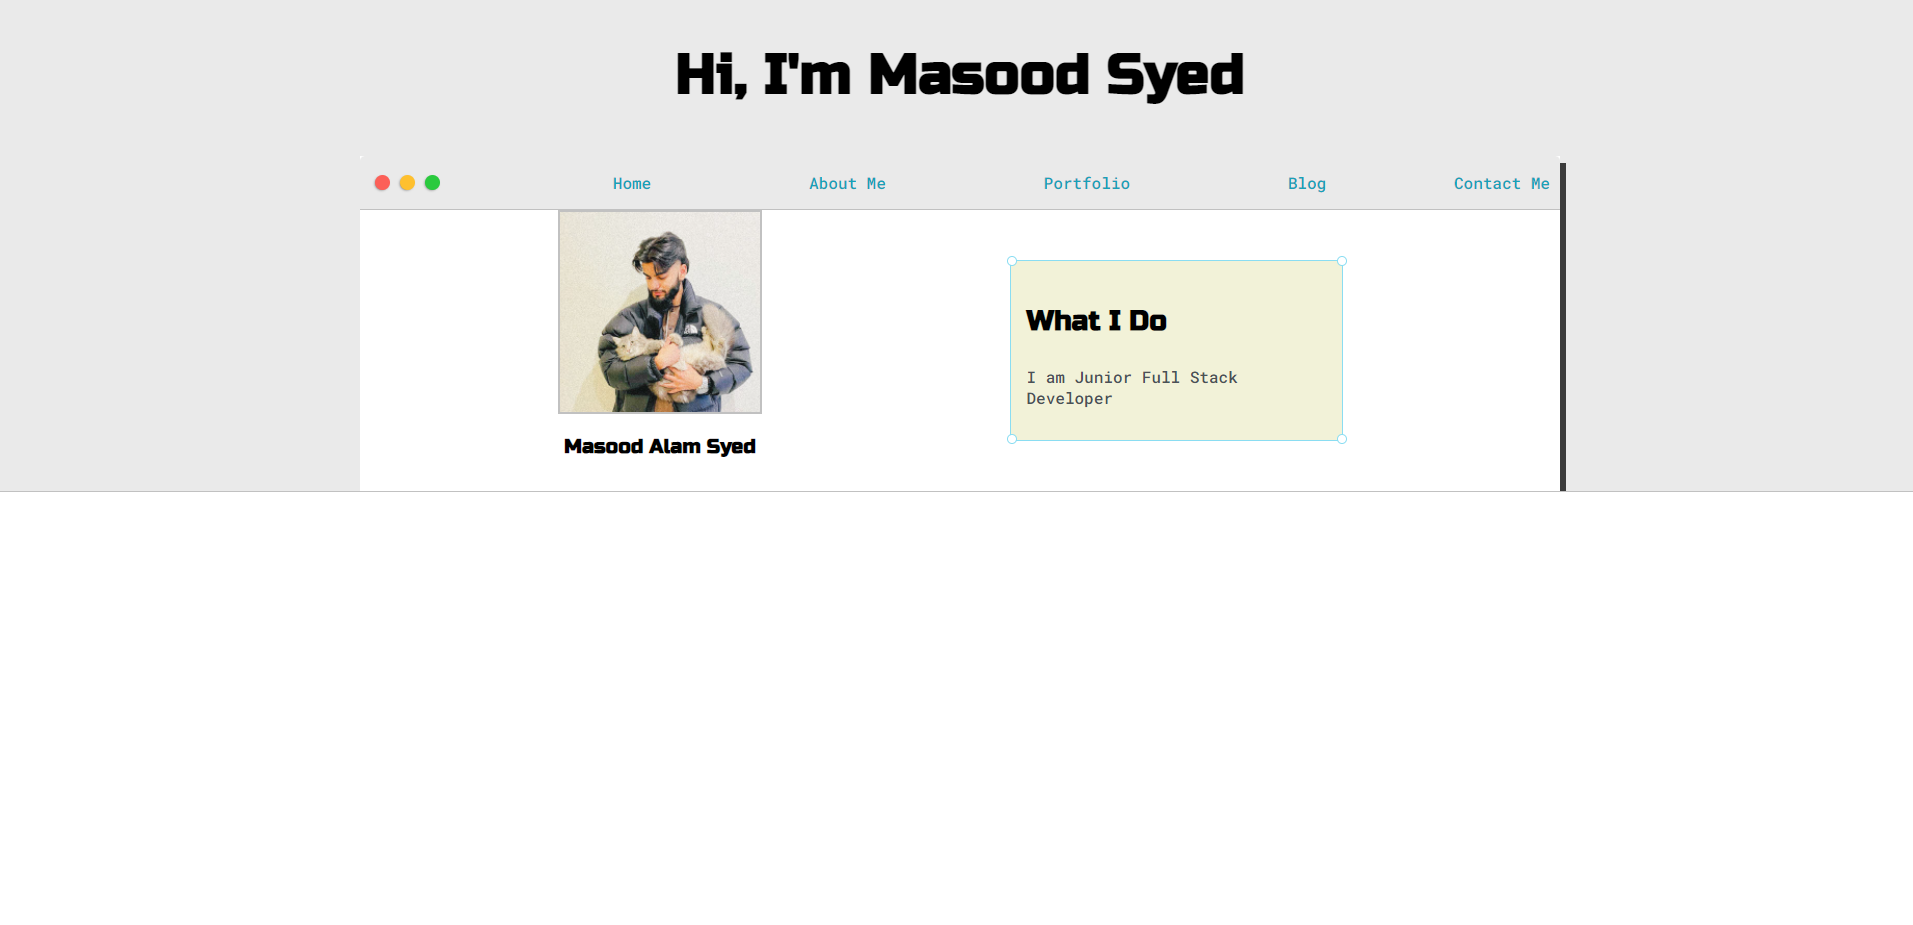 Hi, I'm Masood Syed
Home About Me Portfolio Blog Contact Me
What I Do
I am Junior Full Stack
Developer
Masood Alam Syed